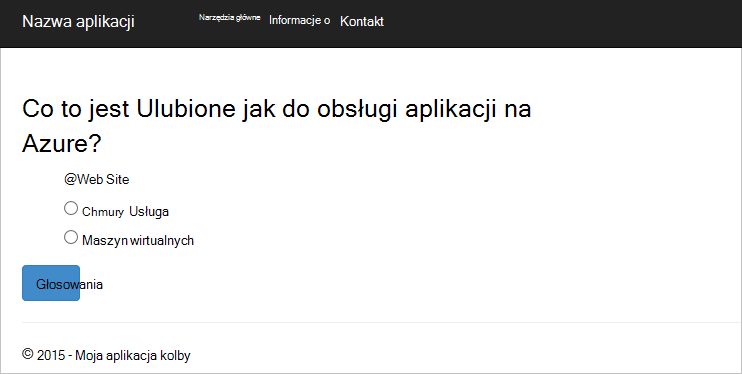 Nazwa aplikacji Narzędzia główne Informacje o Kontakt
Co to jest Ulubione jak do obsługi aplikacji na
Azure?
@Web Site
Chmury Usługa
Maszyn wirtualnych
Głosowania
© 2015 - Moja aplikacja kolby